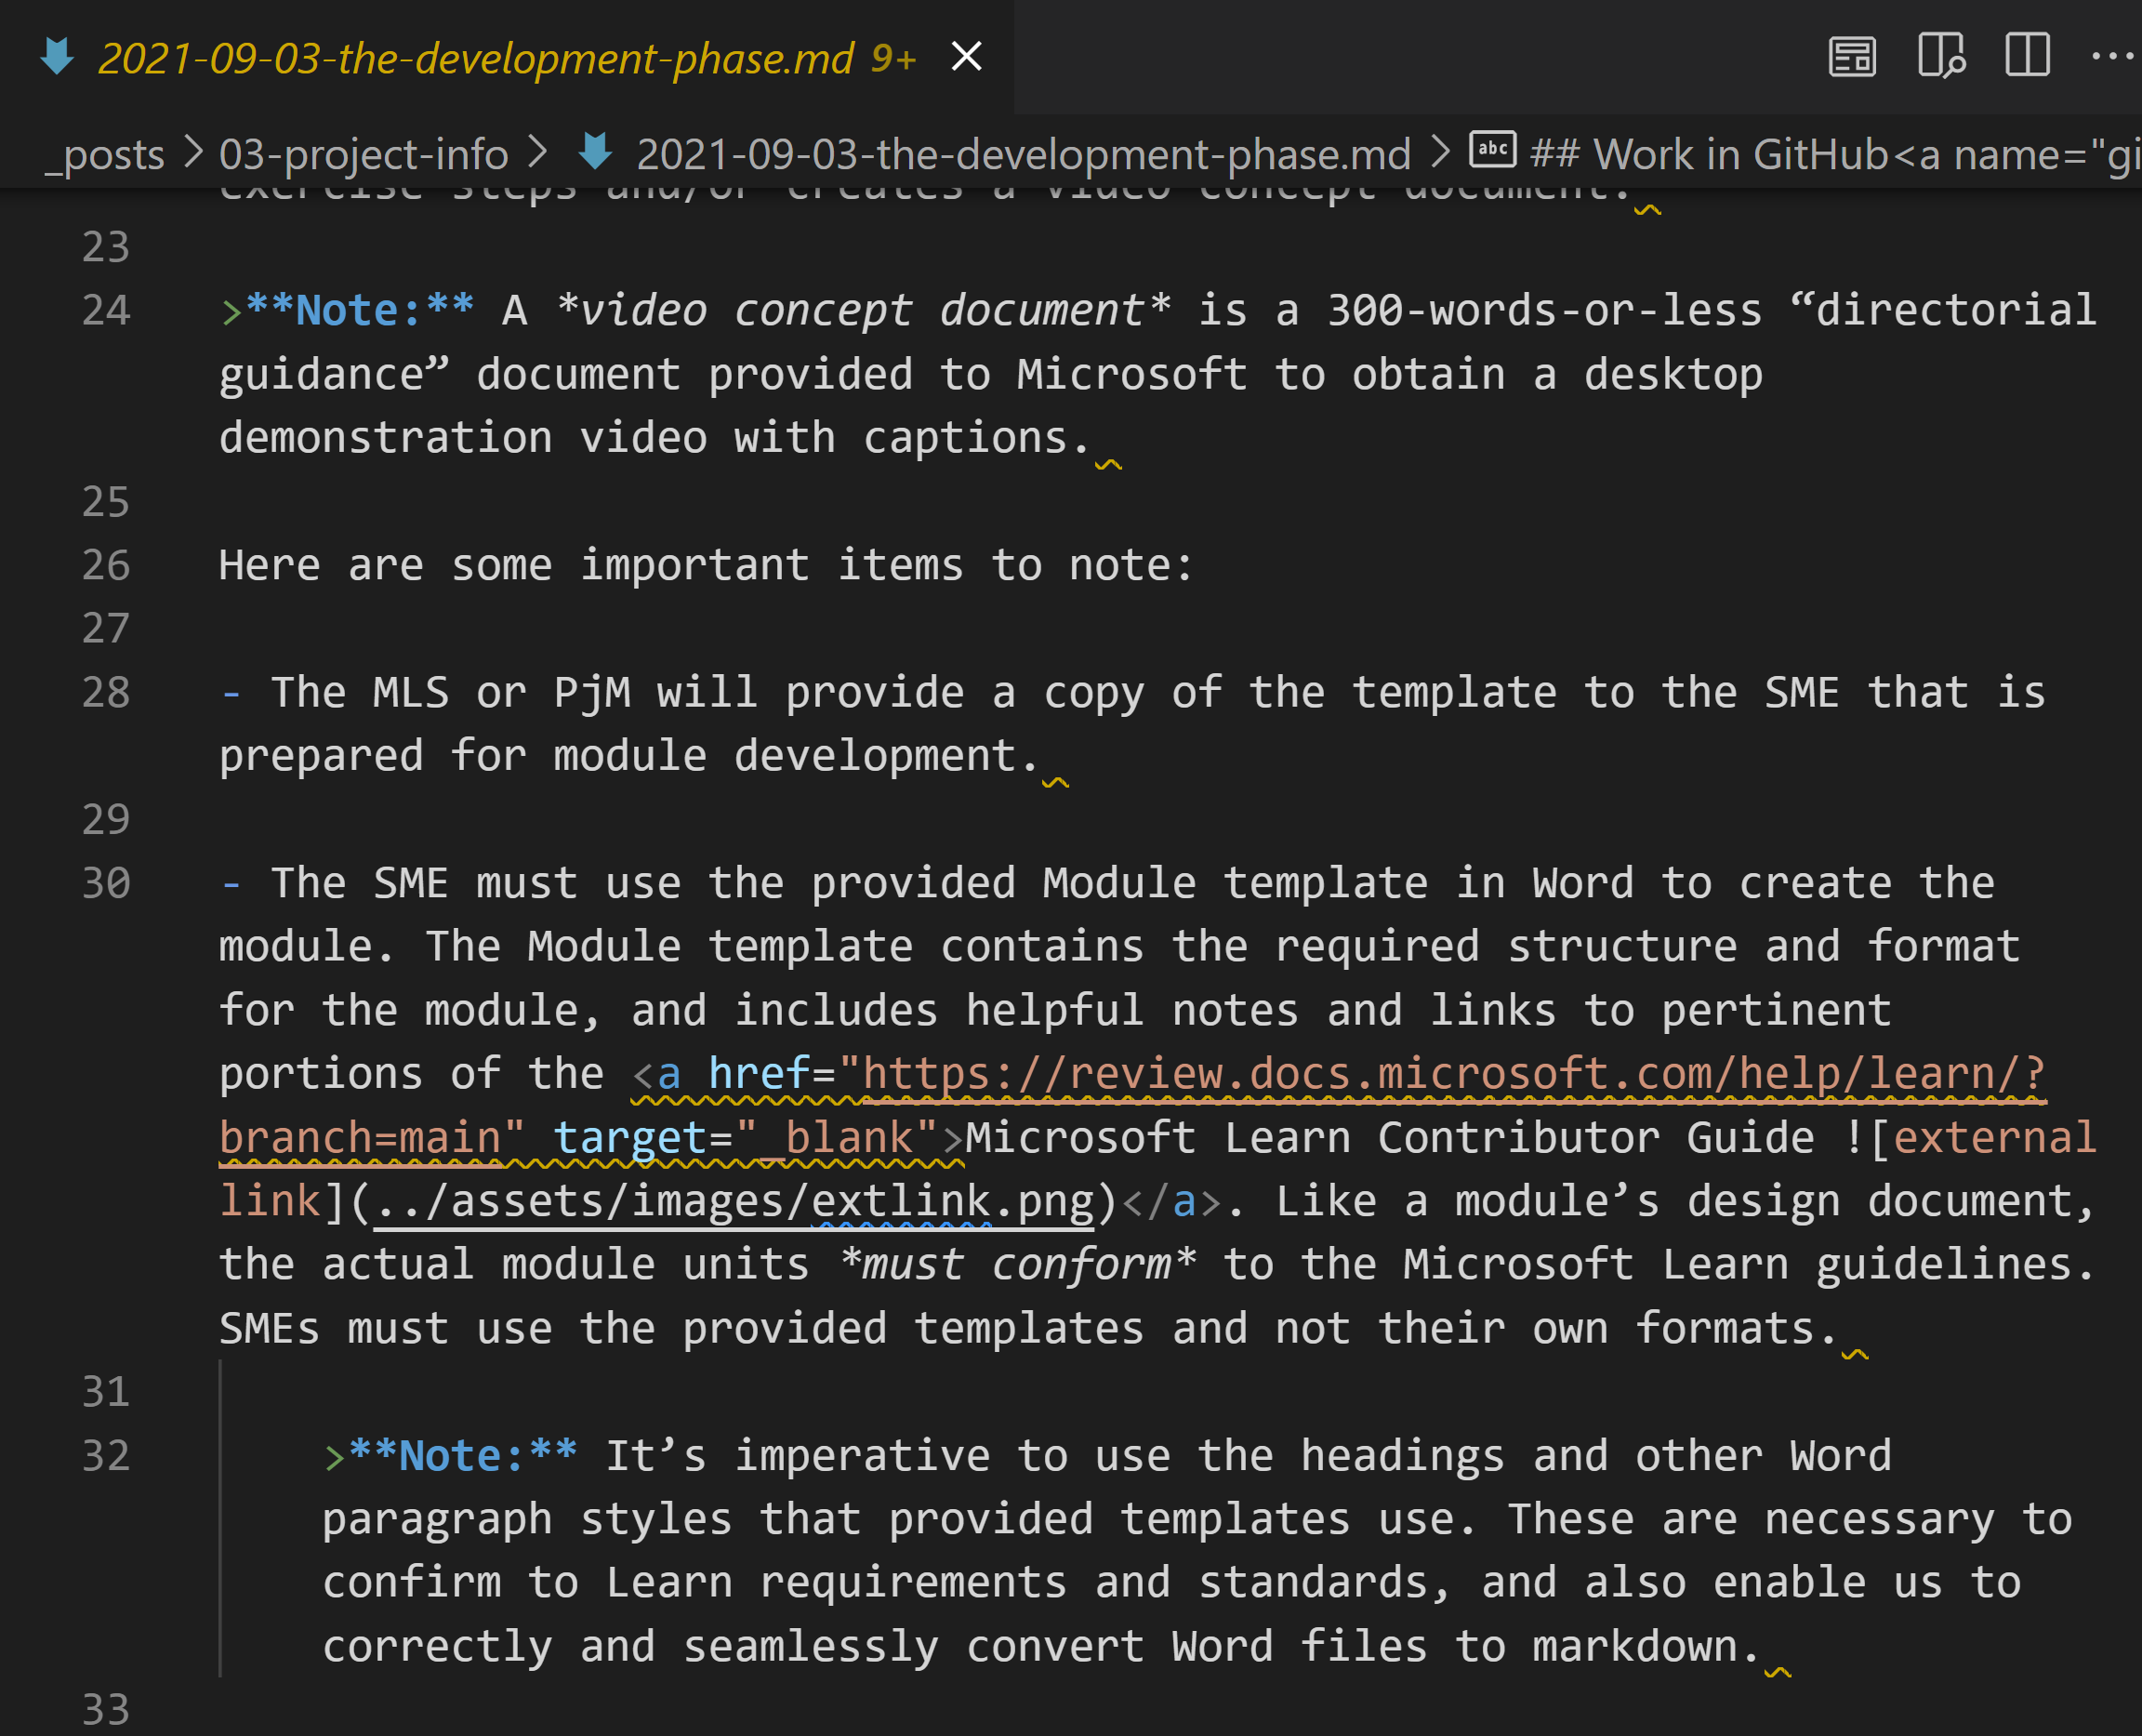 2021-09-03-the-development-phase.md 9+
_posts > 03-project-info > 2021-09-03-the-development-phase.md > abc ## Work in GitHub<a name="gi
exercise steps and/or creates a video concept document.
23
24 >**Note:** A *video concept document* is a 300-words-or-less “directorial
guidance” document provided to Microsoft to obtain a desktop
demonstration video with captions.
25
26 Here are some important items to note:
27
28 - The MLS or PjM will provide a copy of the template to the SME that is
prepared for module development.
29
30 - The SME must use the provided Module template in Word to create the
module. The Module template contains the required structure and format
for the module, and includes helpful notes and links to pertinent
portions of the <a href="https://review.docs.microsoft.com/help/learn/?
branch=main" target="_blank">Microsoft Learn Contributor Guide ![external
link](../assets/images/extlink.png)</a>. Like a module’s design document,
the actual module units *must conform* to the Microsoft Learn guidelines.
SMEs must use the provided templates and not their own formats.
31
32 >**Note:** It’s imperative to use the headings and other Word
paragraph styles that provided templates use. These are necessary to
confirm to Learn requirements and standards, and also enable us to
correctly and seamlessly convert Word files to markdown.
33